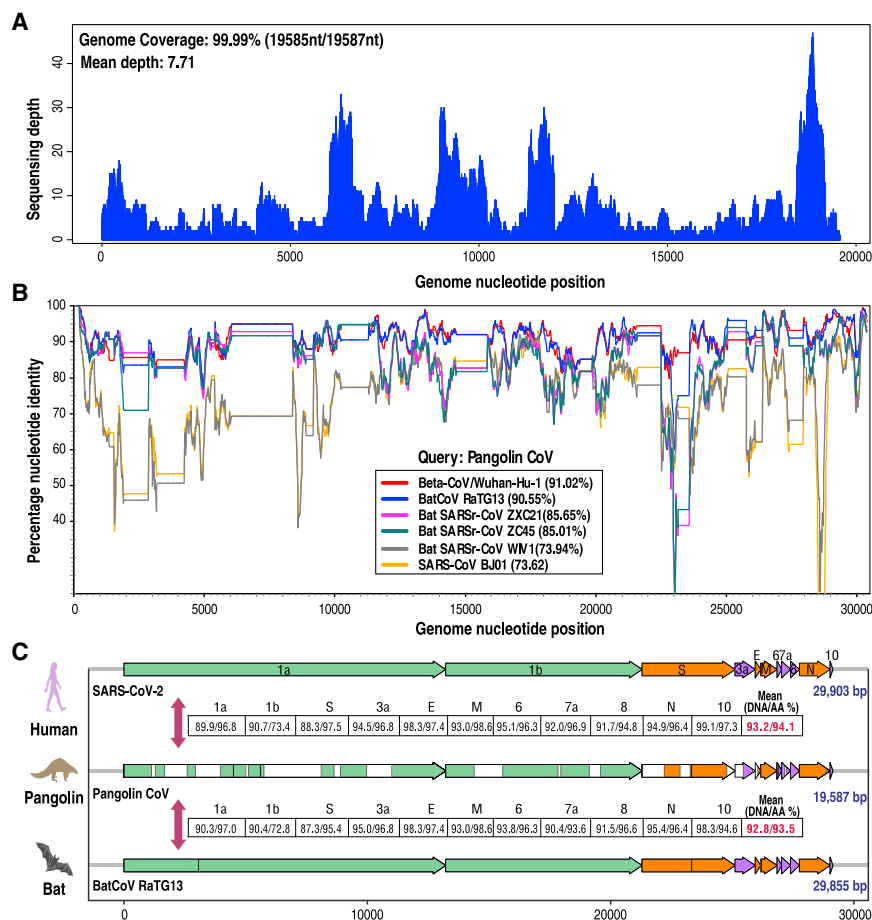 A
Genome Coverage: 99.99% (19585nt/19587nt)
Mean depth: 7.71
Sequencing depth
40
30
20
10
0
0 5000 10000 15000 20000
Genome nucleotide position
B
Percentage nucleotide identity
100
90
80
70
60
50
40
Query: Pangolin CoV
Beta-CoV/Wuhan-Hu-1 (91.02%)
BatCoV RaTG13 (90.55%)
Bat SARSr-CoV ZXC21(85.65%)
Bat SARSr-CoV ZC45 (85.01%)
Bat SARSr-CoV WIV1(73.94%)
SARS-CoV BJ01 (73.62)
0 5000 10000 15000 20000 25000 30000
Genome nucleotide position
C
E 67a 10
1a 1b S 3a M 8 N
SARS-CoV-2 29,903 bp
Human
1a 1b S 3a E M 6 7a 8 N 10 Mean (DNA/AA %)
89.9/96.8 90.7/73.4 88.3/97.5 94.5/96.8 98.3/97.4 93.0/98.6 95.1/96.3 92.0/96.9 91.7/94.8 94.9/96.4 99.1/97.3 93.2/94.1
Pangolin
Pangolin CoV 19,587 bp
1a 1b S 3a E M 6 7a 8 N 10 Mean (DNA/AA %)
90.3/97.0 90.4/72.8 87.3/95.4 95.0/96.8 98.3/97.4 93.0/98.6 93.8/96.3 90.4/93.6 91.5/96.6 95.4/96.4 98.3/94.6 92.8/93.5
Bat
BatCoV RaTG13 29,855 bp
0 10000 20000 30000